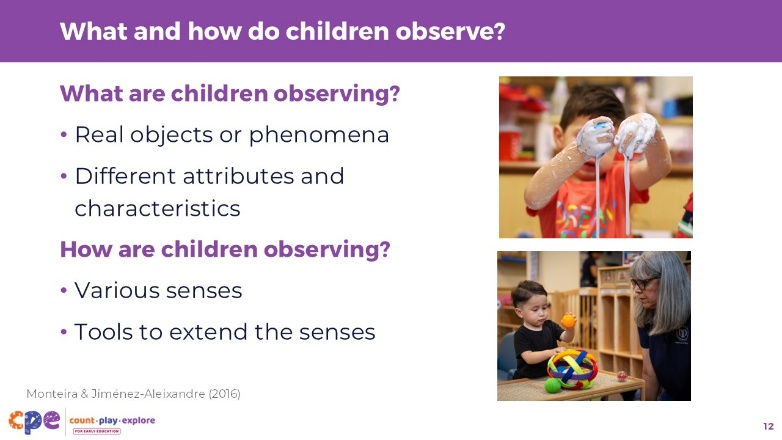 What and how do children observe?
What are children observing?
• Real objects or phenomena
• Different attributes and
characteristics
How are children observing?
• Various senses
• Tools to extend the senses
Monteira & Jiménez-Aleixandre (2016)
cpe
count·play·explore
FOR EARLY EDUCATION
12